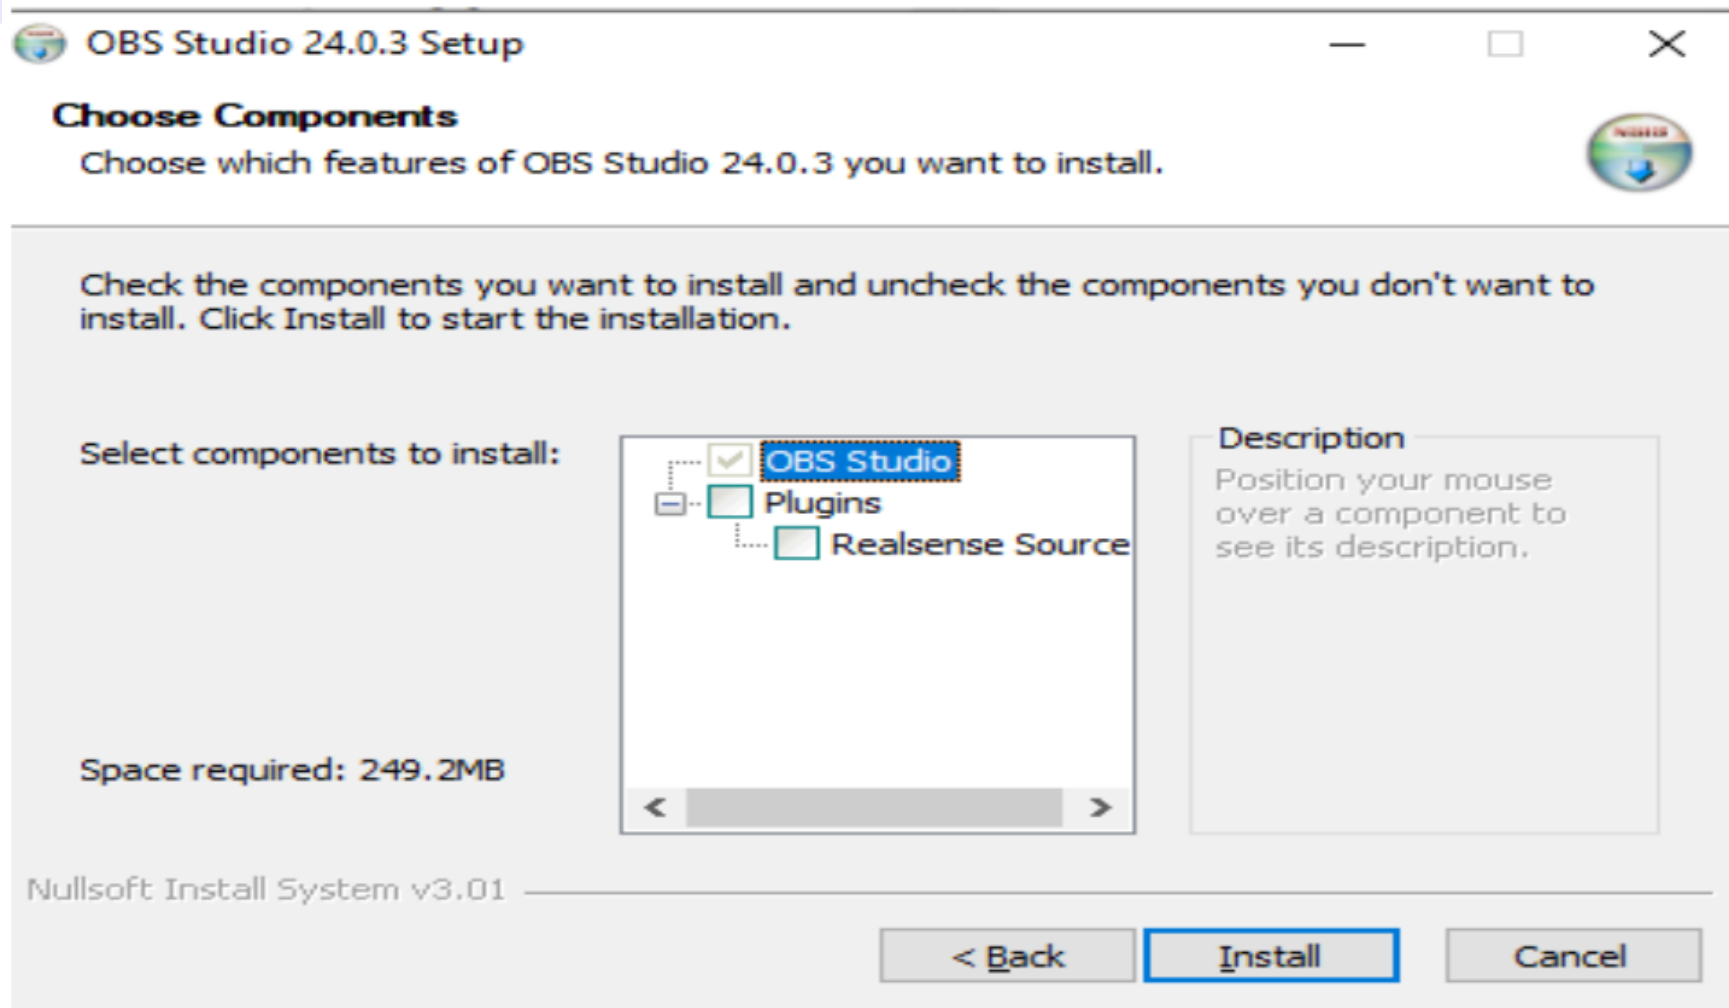 OBS Studio 24.0.3 Setup
Choose Components
Choose which features of OBS Studio 24.0.3 you want to install.
Check the components you want to install and uncheck the components you don't want to
install. Click Install to start the installation.
Select components to install:
OBS Studio
Plugins
Realsense Source
Description
Position your mouse
over a component to
see its description.
Space required: 249.2MB
Nullsoft Install System v3.01
< Back
Install
Cancel